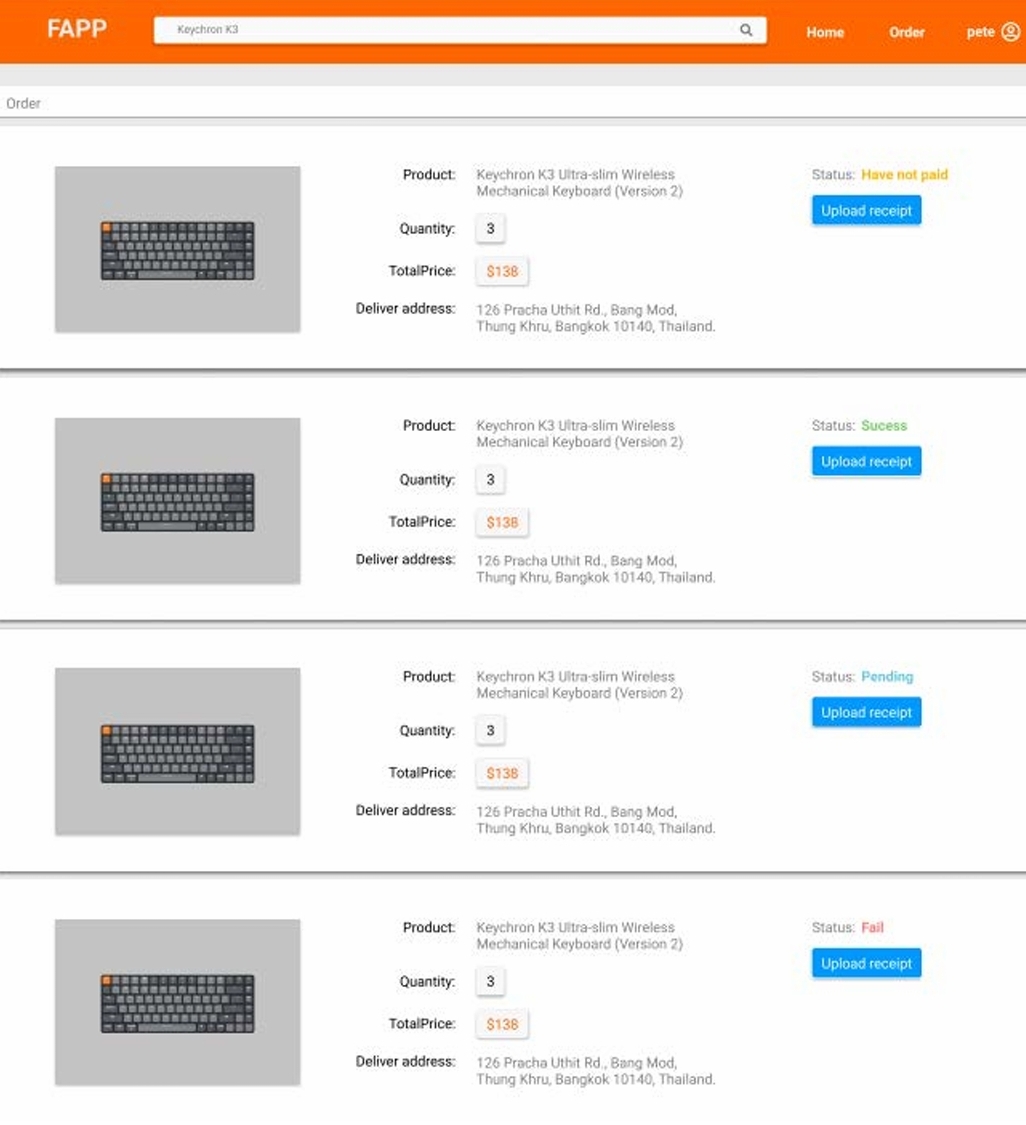 FAPP
Keychron K3
Home
Order
pete
Order
Product:
Keychron K3 Ultra-slim Wireless
Mechanical Keyboard (Version 2)
Quantity:
3
TotalPrice:
$138
Deliver address:
126 Pracha Uthit Rd., Bang Mod,
Thung Khru, Bangkok 10140, Thailand.
Status: Have not paid
Upload receipt
Product:
Keychron K3 Ultra-slim Wireless
Mechanical Keyboard (Version 2)
Quantity:
3
TotalPrice:
$138
Deliver address:
126 Pracha Uthit Rd., Bang Mod,
Thung Khru, Bangkok 10140, Thailand.
Status: Sucess
Upload receipt
Product:
Keychron K3 Ultra-slim Wireless
Mechanical Keyboard (Version 2)
Quantity:
3
TotalPrice:
$138
Deliver address:
126 Pracha Uthit Rd., Bang Mod,
Thung Khru, Bangkok 10140, Thailand.
Status: Pending
Upload receipt
Product:
Keychron K3 Ultra-slim Wireless
Mechanical Keyboard (Version 2)
Quantity:
3
TotalPrice:
$138
Deliver address:
126 Pracha Uthit Rd., Bang Mod,
Thung Khru, Bangkok 10140, Thailand.
Status: Fail
Upload receipt